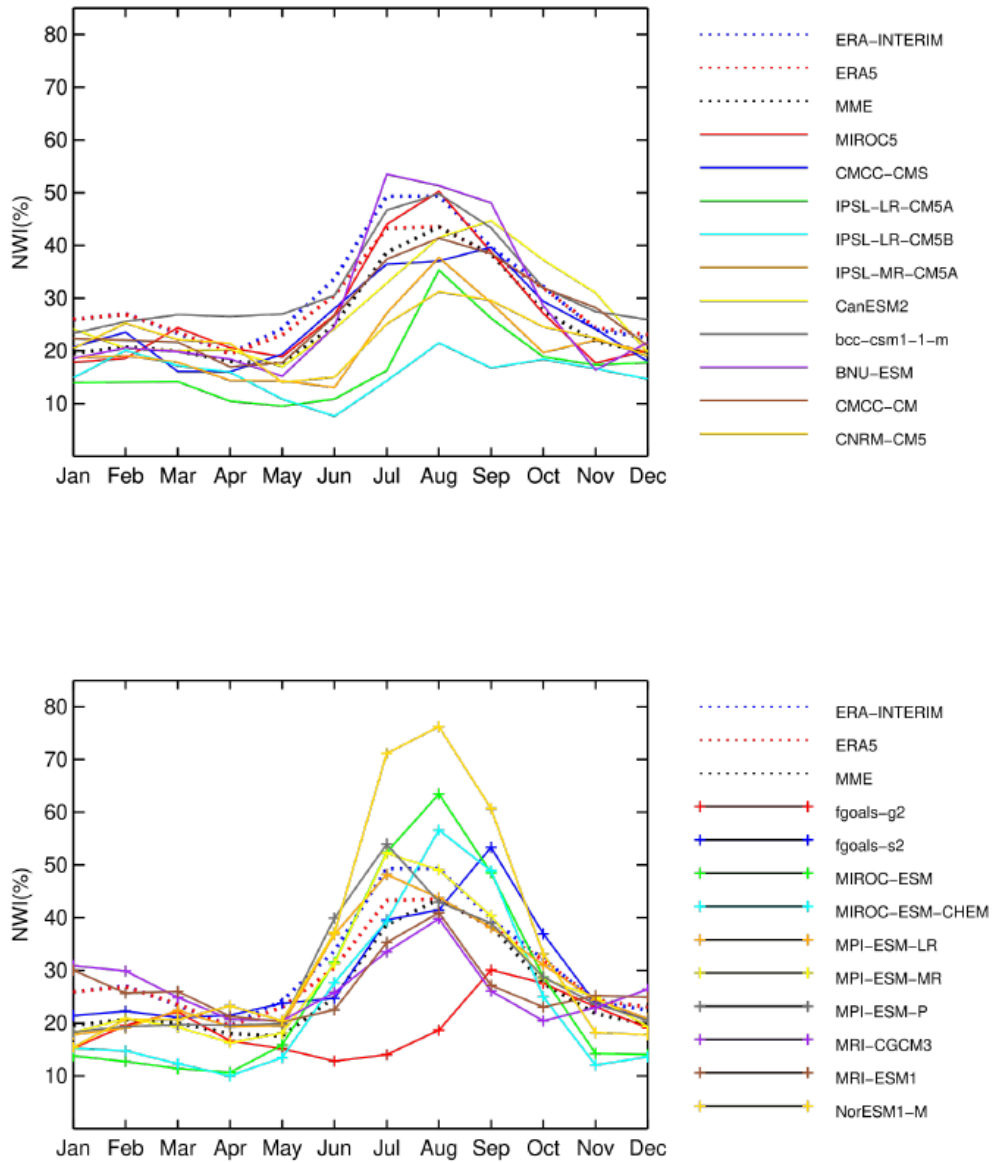 80
70
60
50
40
30
20
10
NWI(%)
Jan Feb Mar Apr May Jun Jul Aug Sep Oct Nov Dec
ERA-INTERIM
ERA5
MME
MIROC5
CMCC-CMS
IPSL-LR-CM5A
IPSL-LR-CM5B
IPSL-MR-CM5A
CanESM2
bcc-csm1-1-m
BNU-ESM
CMCC-CM
CNRM-CM5
80
70
60
50
40
30
20
10
NWI(%)
Jan Feb Mar Apr May Jun Jul Aug Sep Oct Nov Dec
ERA-INTERIM
ERA5
MME
fgoals-g2
fgoals-s2
MIROC-ESM
MIROC-ESM-CHEM
MPI-ESM-LR
MPI-ESM-MR
MPI-ESM-P
MRI-CGCM3
MRI-ESM1
NorESM1-M